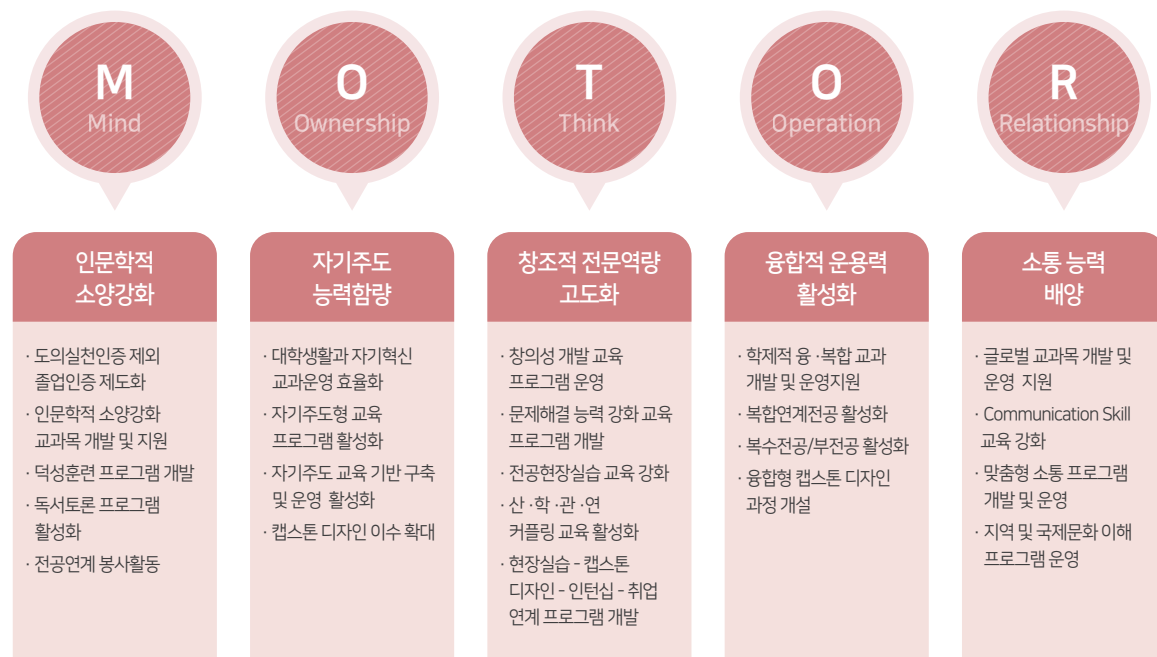 M
Mind
인문학적
소양강화
· 도의실천인증 제외
졸업인증 제도화
· 인문학적 소양강화
교과목 개발 및 지원
· 덕성훈련 프로그램 개발
· 독서토론 프로그램
활성화
· 전공연계 봉사활동
O
Ownership
자기주도
능력함량
· 대학생활과 자기혁신
교과운영 효율화
· 자기주도형 교육
프로그램 활성화
· 자기주도 교육 기반 구축
및 운영 활성화
· 캡스톤 디자인 이수 확대
T
Think
창조적 전문역량
고도화
· 창의성 개발 교육
프로그램 운영
· 문제해결 능력 강화 교육
프로그램 개발
· 전공현장실습 교육 강화
· 산 ·학 ·관 ·연
커플링 교육 활성화
· 현장실습 - 캡스톤
디자인 - 인턴십 - 취업
연계 프로그램 개발
O
Operation
융합적 운용력
활성화
· 학제적 융 ·복합 교과
개발 및 운영지원
· 복합연계전공 활성화
· 복수전공/부전공 활성화
· 융합형 캡스톤 디자인
과정 개설
R
Relationship
소통 능력
배양
· 글로벌 교과목 개발 및
운영 지원
· Communication Skill
교육 강화
· 맞춤형 소통 프로그램
개발 및 운영
· 지역 및 국제문화 이해
프로그램 운영